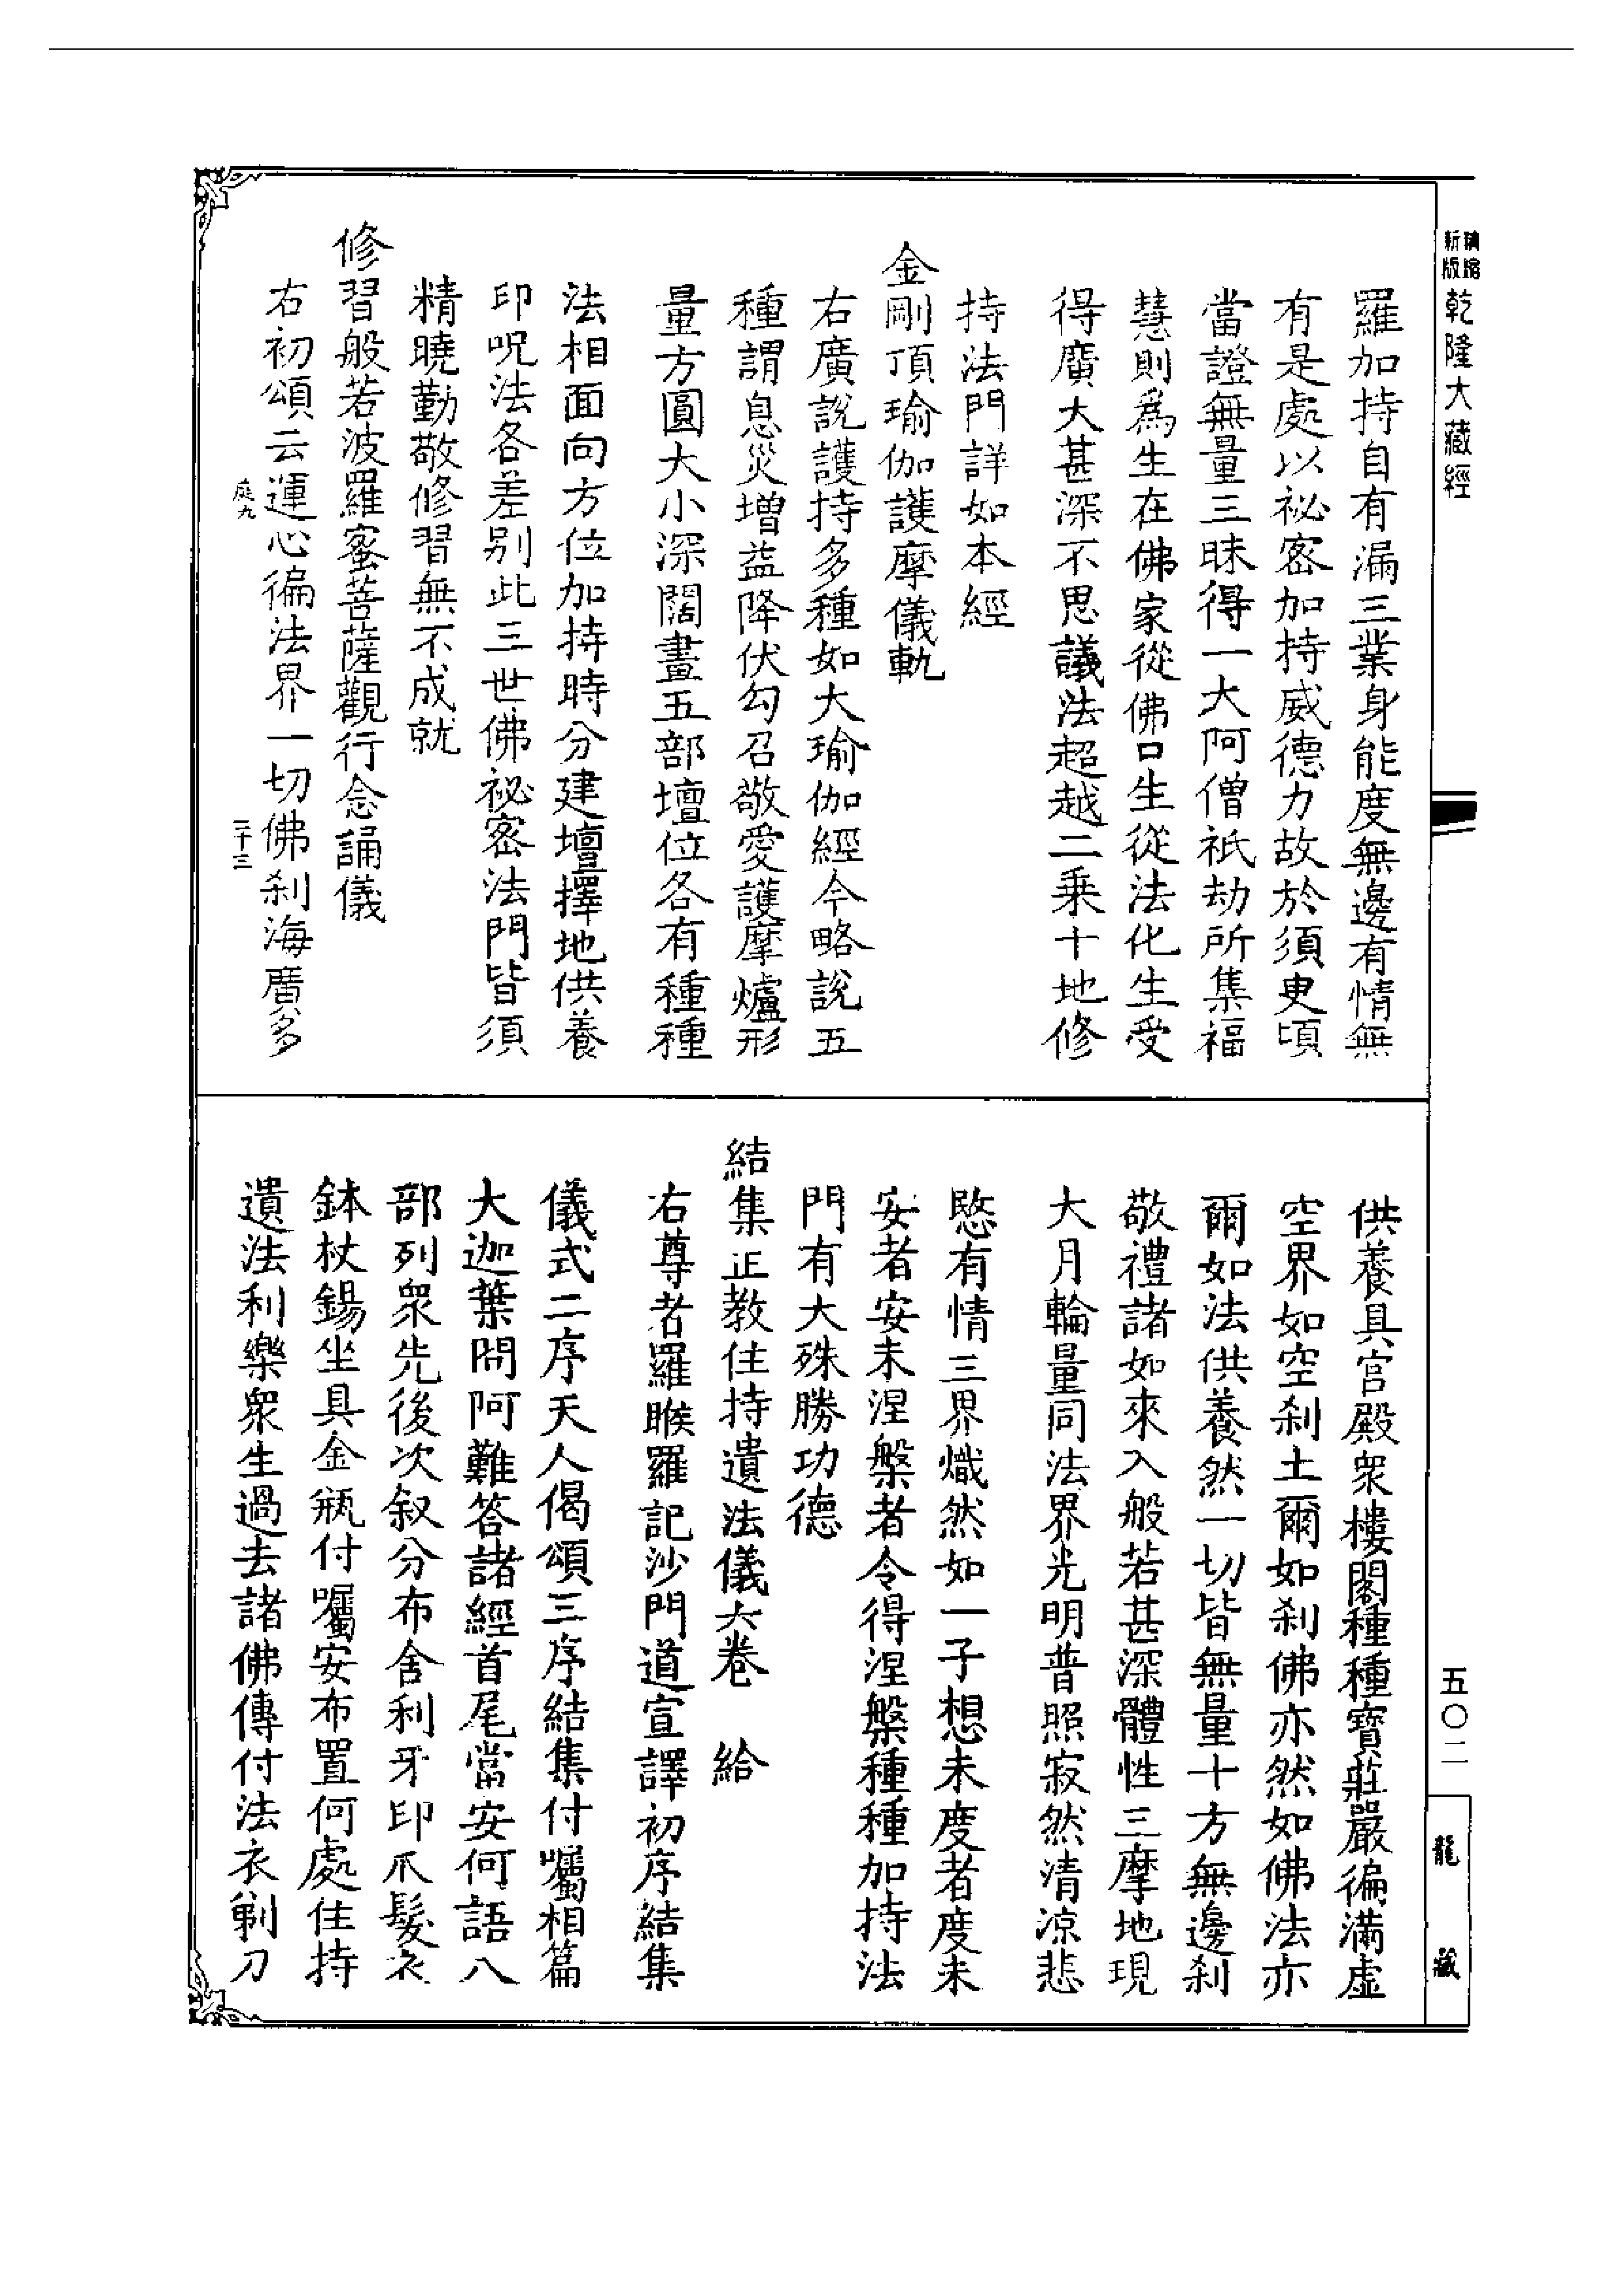 精縮新版乾隆大藏經
羅加持自有漏三業身能度無邊有情無
有是處以祕密加持威德力故於須臾頃
當證無量三昧得一大阿僧祇劫所集福
慧則為生在佛家從佛口生從法化生受
得廣大甚深不思議法超越二乘十地修
持法門詳如本經
金剛頂瑜伽護摩儀軌
右廣說護持多種如大瑜伽經今略說五
種謂息災增益降伏勾召敬愛護摩爐形
量方圓大小深闊畫五部壇位各有種種
法相面向方位加持時分建壇擇地供養
印呪法各差別此三世佛祕密法門皆須
精曉勤敬修習無不成就
修習般若波羅蜜菩薩觀行念誦儀
右初頌云運心徧法界一切佛剎海廣多
庭九 二十三
供養具宮殿衆樓閣種種寶莊嚴徧滿虛
空界如空剎土爾如剎佛亦然如佛法亦
爾如法供養然一切皆無量十方無邊剎
敬禮諸如來入般若甚深體性三摩地現
大月輪量同法界光明普照寂然清涼悲
愍有情三界熾然如一子想未度者度未
安者安未涅槃者令得涅槃種種加持法
門有大殊勝功德
結集正教住持遺法儀六卷 給
右尊者羅睺羅記沙門道宣譯初序結集
儀式二序天人偈頌三序結集付囑相篇
大迦葉問阿難答諸經首尾當安何語八
部列衆先後次敘分布舍利牙印爪髮衣
鉢杖錫坐具金瓶付囑安布置何處住持
遺法利樂衆生過去諸佛傳付法衣剃刀
五〇二
龍藏